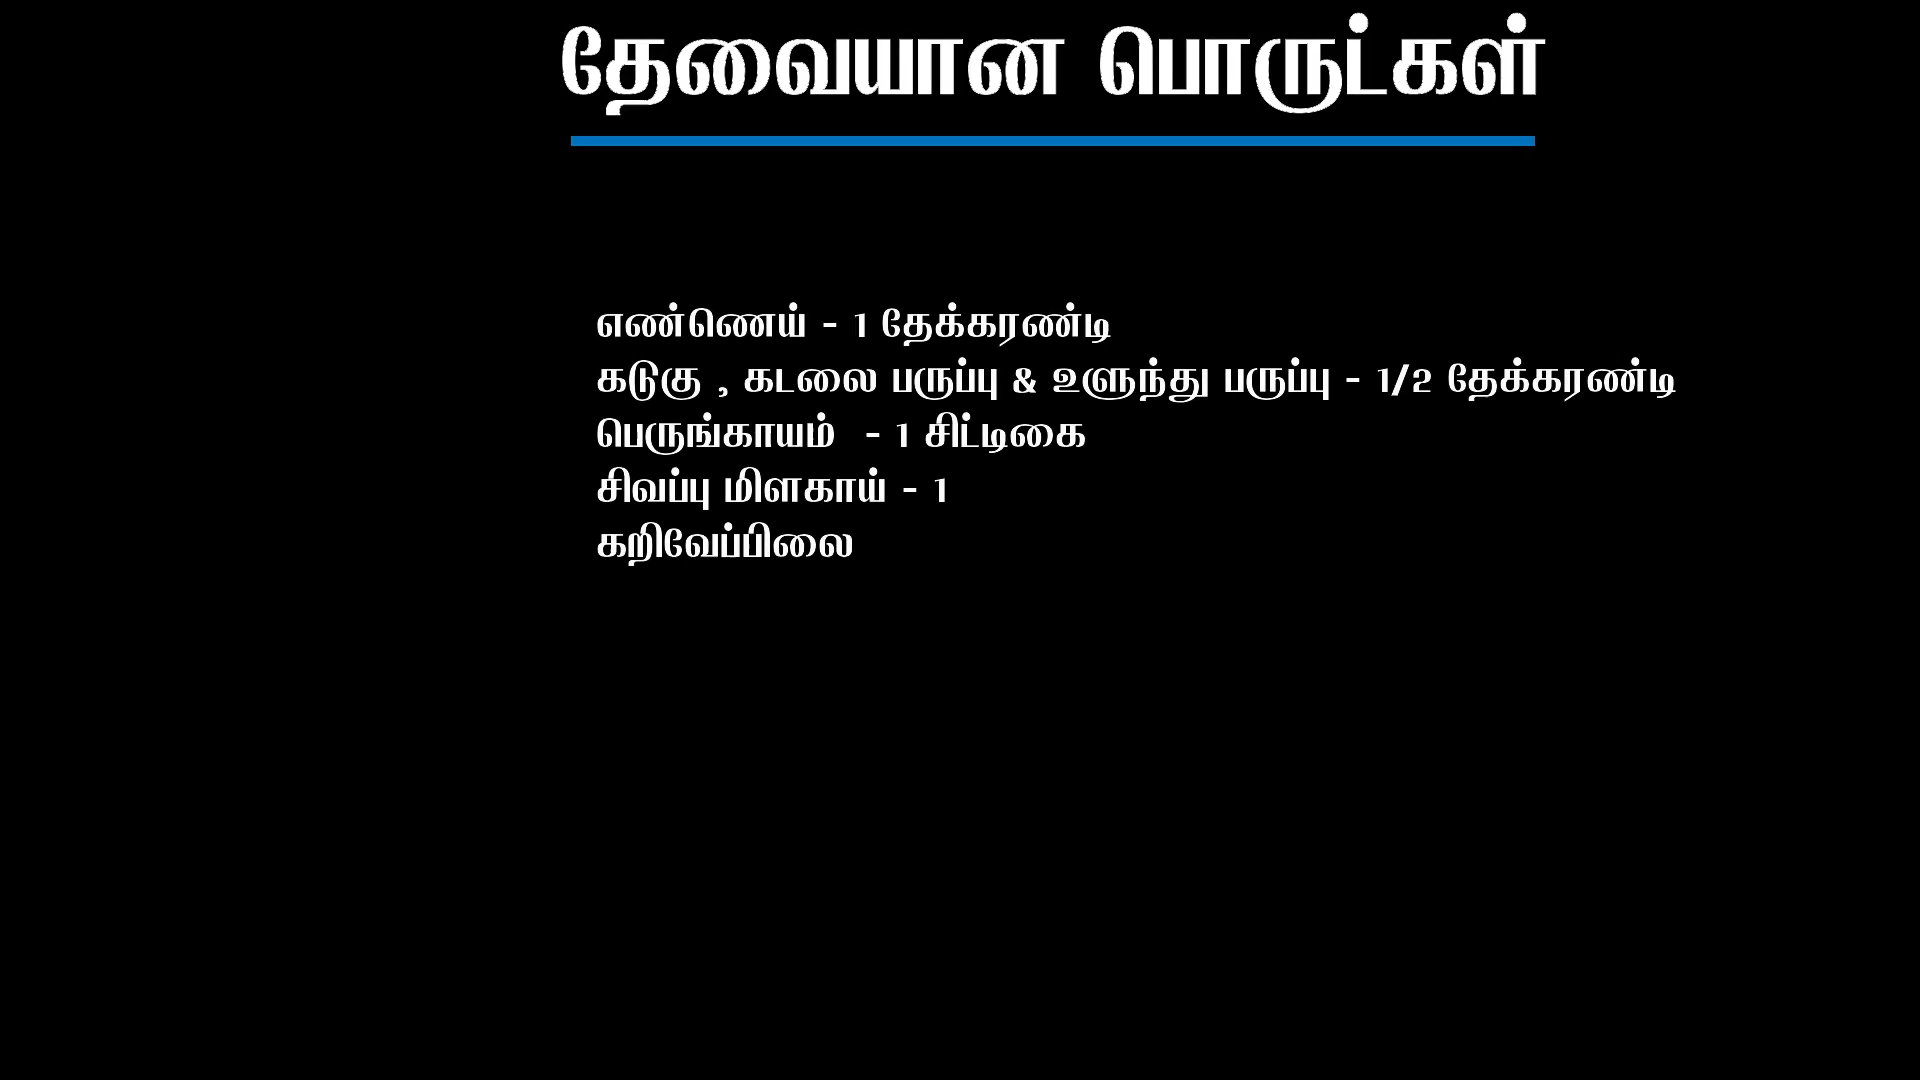 தேவையான பொருட்கள்
எண்ணெய் - 1 தேக்கரண்டி
கடுகு , கடலை பருப்பு & உளுந்து பருப்பு - 1/2 தேக்கரண்டி
பெருங்காயம் - 1 சிட்டிகை
சிவப்பு மிளகாய் - 1
கறிவேப்பிலை